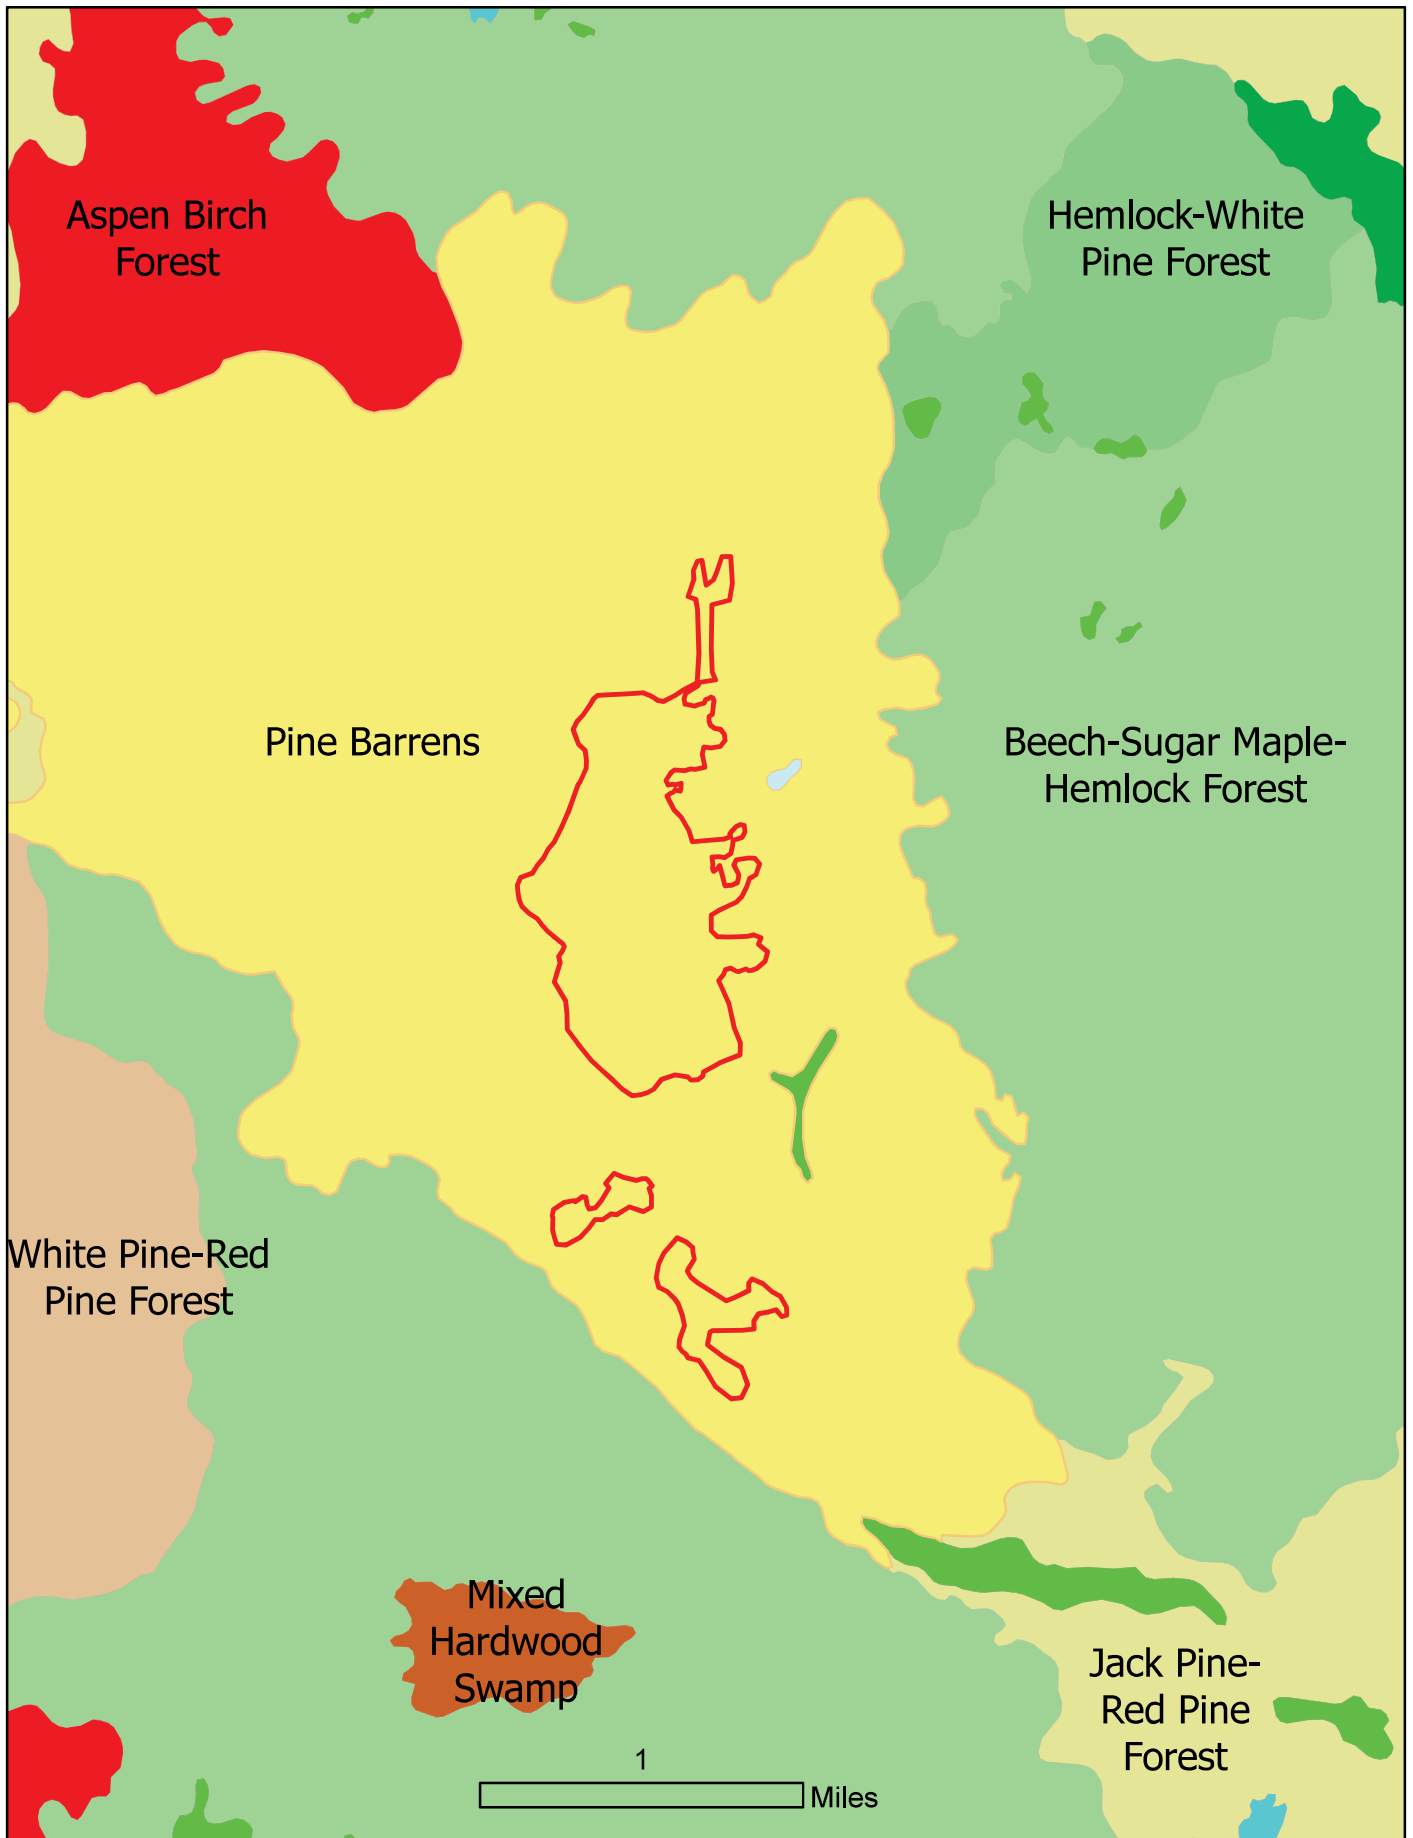 Aspen Birch
Forest
Hemlock-White
Pine Forest
Pine Barrens
Beech-Sugar Maple-
Hemlock Forest
White Pine-Red
Pine Forest
Mixed
Hardwood
Swamp
Jack Pine-
Red Pine
Forest
1
Miles